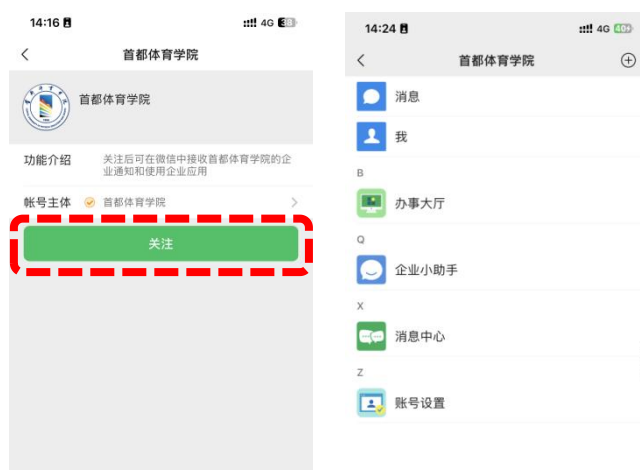 14:16
4G
首都体育学院
首都体育学院
功能介绍
关注后可在微信中接收首都体育学院的企
业通知和使用企业应用
帐号主体
首都体育学院
关注
14:24
4G
首都体育学院
消息
我
B
办事大厅
Q
企业小助手
X
消息中心
Z
账号设置